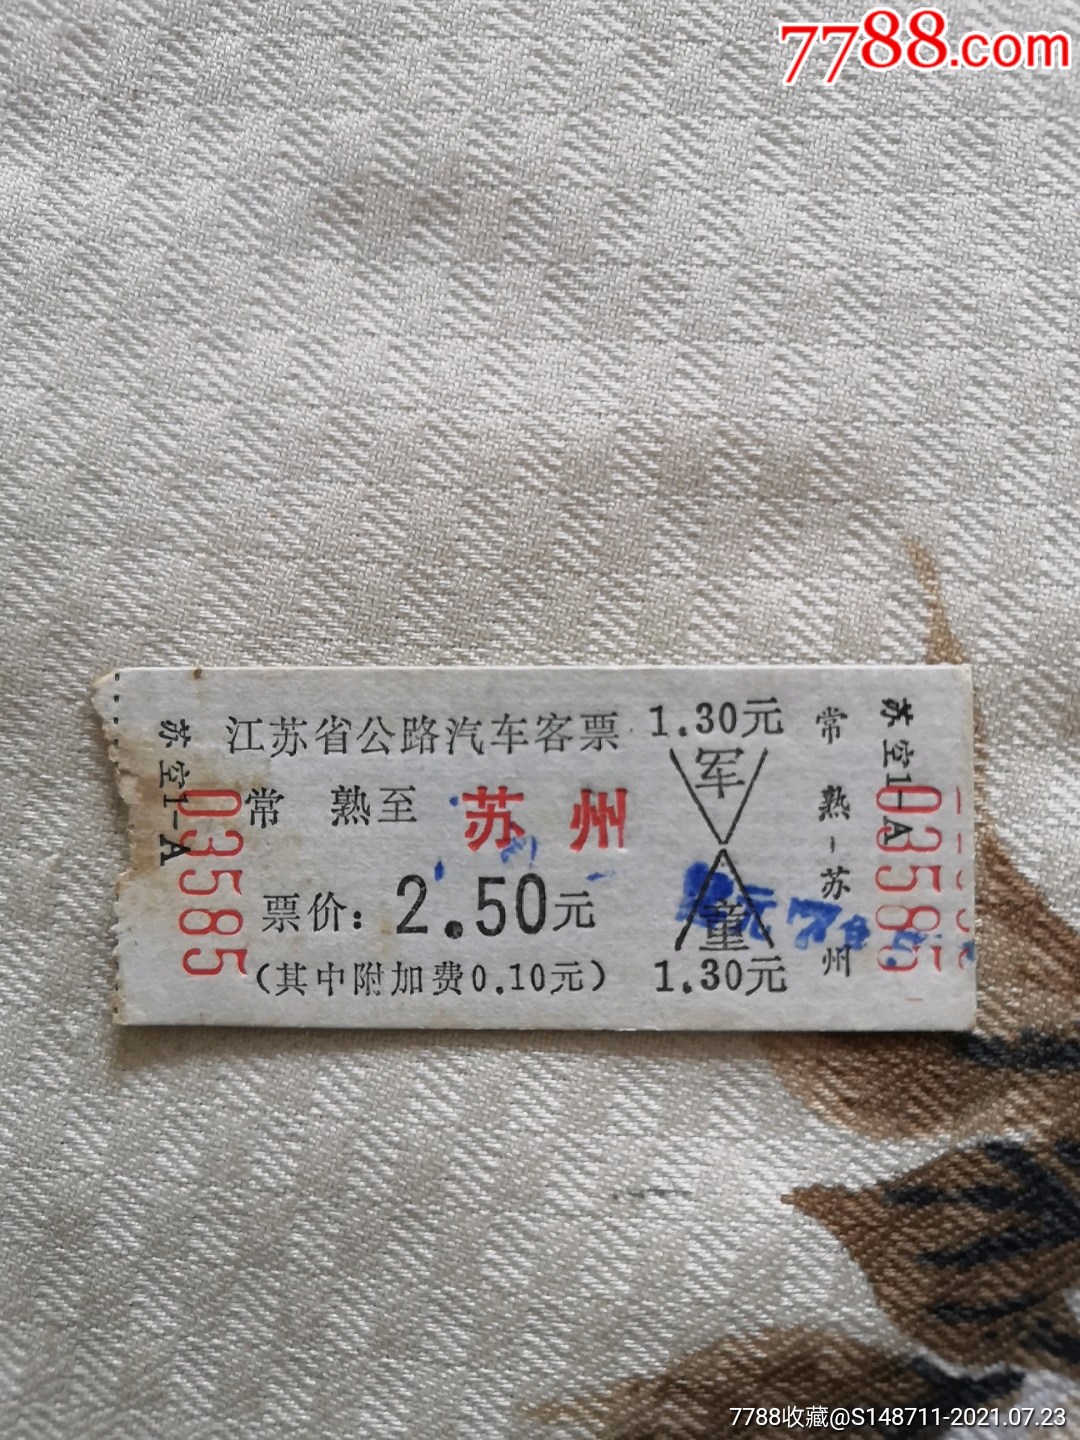 7788.com
苏空1-A
03585
江苏省公路汽车客票
常 熟至 苏 州
票价：2.50元
（其中附加费0.10元）
1.30元
军
童
1.30元
常熟-苏州
苏空1-A
03585
7788收藏@S148711-2021.07.23